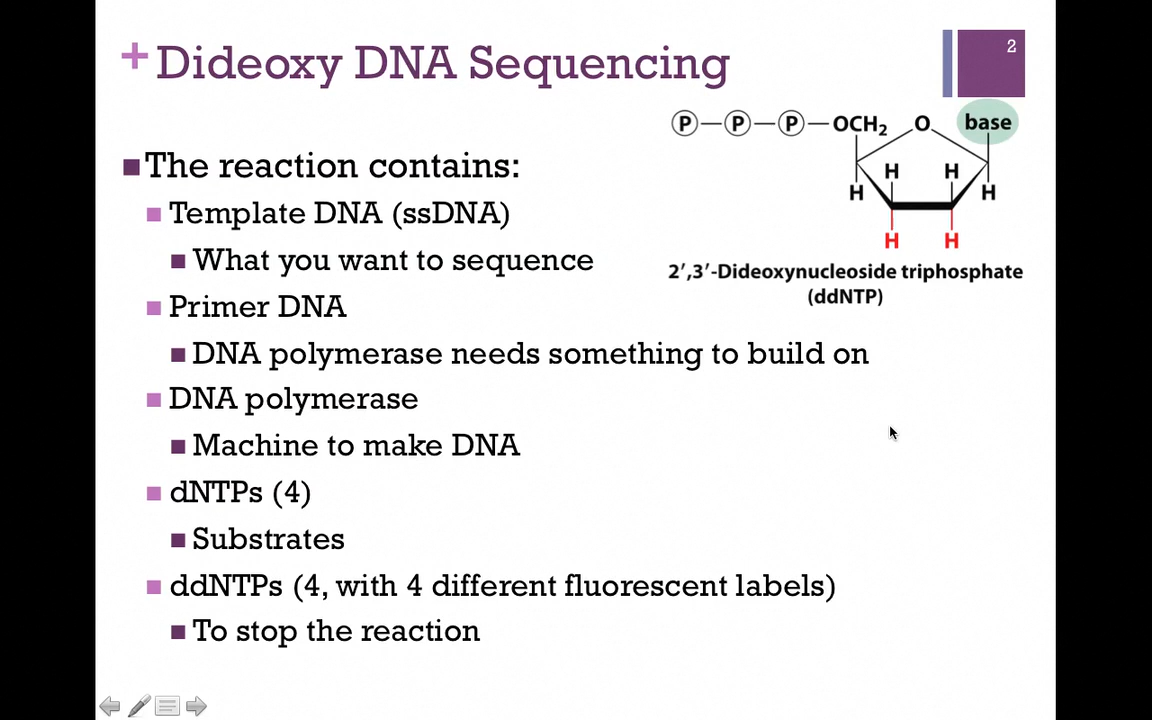 + Dideoxy DNA Sequencing
2
P—P—P—OCH₂ O base
H H H H
H H
2′,3′-Dideoxynucleoside triphosphate
(ddNTP)
The reaction contains:
Template DNA (ssDNA)
What you want to sequence
Primer DNA
DNA polymerase needs something to build on
DNA polymerase
Machine to make DNA
dNTPs (4)
Substrates
ddNTPs (4, with 4 different fluorescent labels)
To stop the reaction